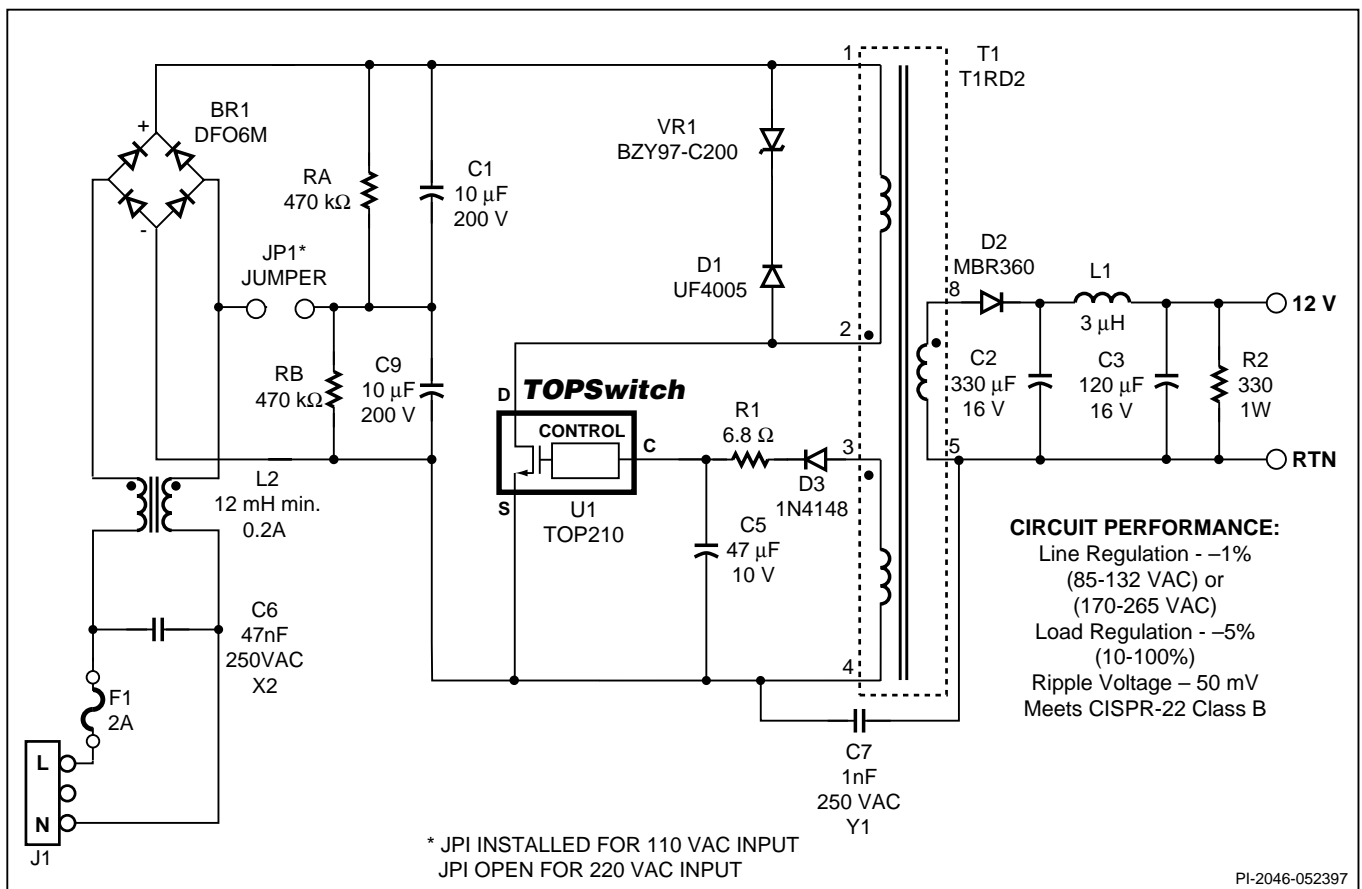 1
T1
T1RD2
BR1
DFO6M
+
-
RA
470 kΩ
C1
10 µF
200 V
VR1
BZY97-C200
JP1*
JUMPER
D1
UF4005
D2
MBR360
L1
3 µH
8
12 V
2
RB
470 kΩ
C9
10 µF
200 V
D
TOPSwitch
CONTROL
C
S
U1
TOP210
R1
6.8 Ω
3
D3
1N4148
C2
330 µF
16 V
C3
120 µF
16 V
R2
330
1W
5
RTN
L2
12 mH min.
0.2A
C5
47 µF
10 V
CIRCUIT PERFORMANCE:
Line Regulation - –1%
(85-132 VAC) or
(170-265 VAC)
Load Regulation - –5%
(10-100%)
Ripple Voltage – 50 mV
Meets CISPR-22 Class B
C6
47nF
250VAC
X2
4
F1
2A
L
N
J1
C7
1nF
250 VAC
Y1
* JPI INSTALLED FOR 110 VAC INPUT
JPI OPEN FOR 220 VAC INPUT
PI-2046-052397